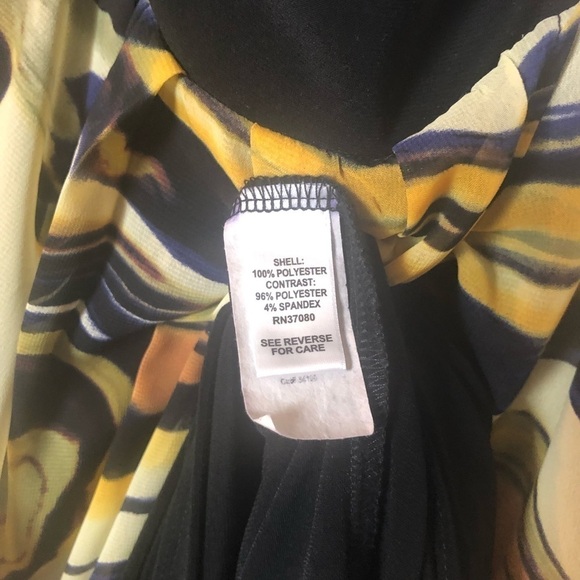 SHELL:
100% POLYESTER
CONTRAST:
96% POLYESTER
4% SPANDEX
RN37080
SEE REVERSE
FOR CARE